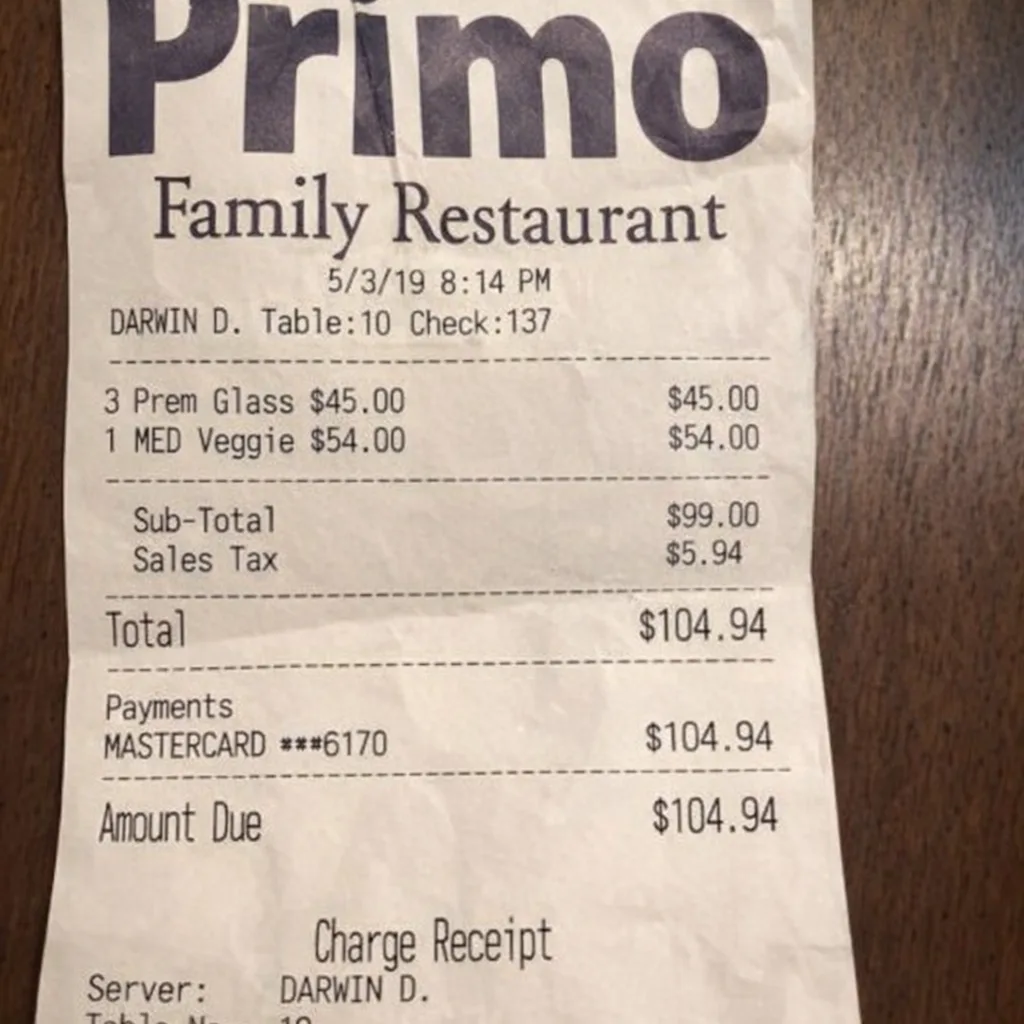 Primo
Family Restaurant
5/3/19 8:14 PM
DARWIN D. Table:10 Check:137
3 Prem Glass $45.00 $45.00
1 MED Veggie $54.00 $54.00
Sub-Total $99.00
Sales Tax $5.94
Total $104.94
Payments
MASTERCARD ***6170 $104.94
Amount Due $104.94
Charge Receipt
Server: DARWIN D.